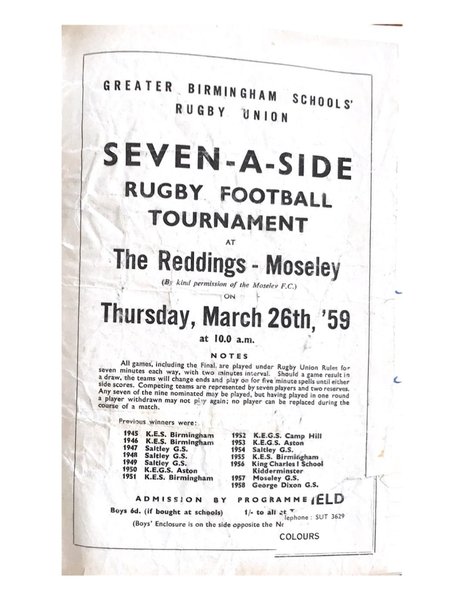 GREATER BIRMINGHAM SCHOOLS'
RUGBY UNION
SEVEN-A-SIDE
RUGBY FOOTBALL
TOURNAMENT
AT
The Reddings - Moseley
(By kind permission of the Moseley F.C.)
ON
Thursday, March 26th, '59
at 10.0 a.m.
NOTES
All games, including the Final, are played under Rugby Union Rules for
seven minutes each way, with two minutes interval. Should a game result in
a draw, the teams will change ends and play on for five minute spells until either
side scores. Competing teams are represented by seven players and two reserves.
Any seven of the nine nominated may be played, but having played in one round
a player withdrawn may not play again; no player can be replaced during the
course of a match.
Previous winners were:
1945 K.E.S. Birmingham
1946 K.E.S. Birmingham
1947 Saltley G.S.
1948 Saltley G.S.
1949 Saltley G.S.
1950 K.E.G.S. Aston
1951 K.E.S. Birmingham
1952 K.E.G.S. Camp Hill
1953 K.E.G.S. Aston
1954 Saltley G.S.
1955 K.E.S. Birmingham
1956 King Charles I School
Kidderminster
1957 Moseley G.S.
1958 George Dixon G.S.
ADMISSION BY PROGRAMME
IELD
Boys 6d. (if bought at schools) 1/- to all
elephone : SUT 3629
(Boys' Enclosure is on the side opposite the
COLOURS